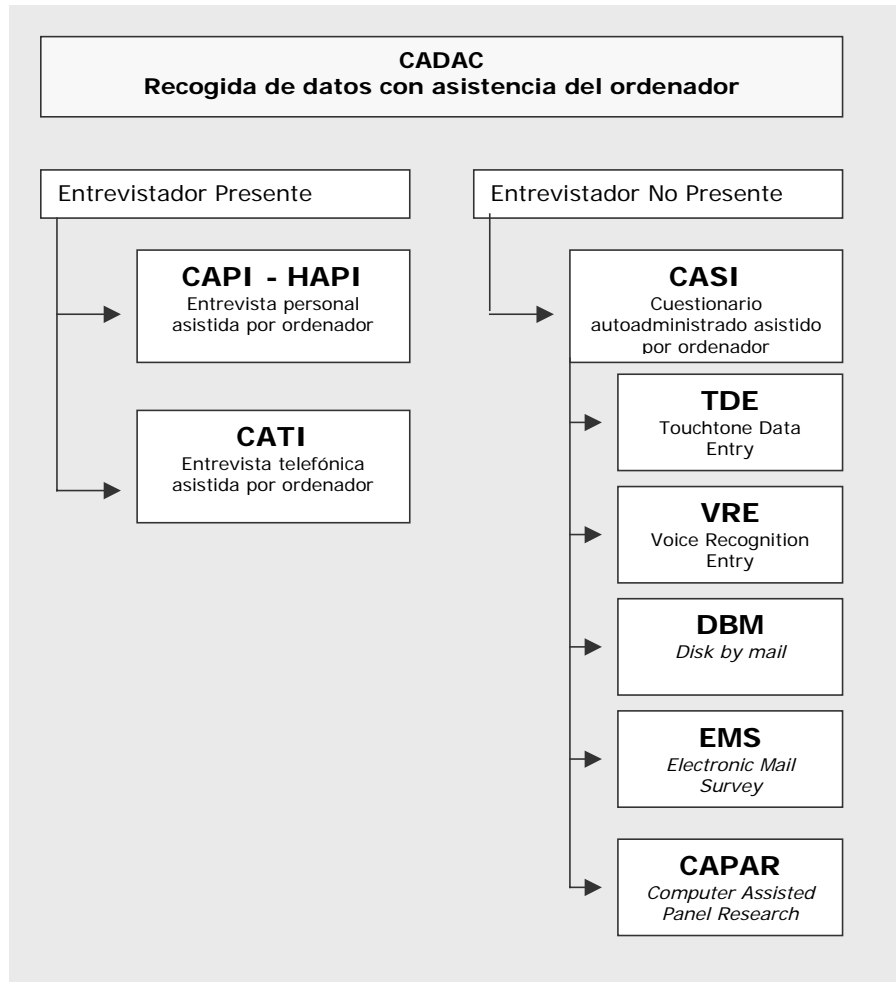 CADAC
Recogida de datos con asistencia del ordenador
Entrevistador Presente
CAPI - HAPI
Entrevista personal
asistida por ordenador
CATI
Entrevista telefónica
asistida por ordenador
Entrevistador No Presente
CASI
Cuestionario
autoadministrado asistido
por ordenador
TDE
Touchtone Data
Entry
VRE
Voice Recognition
Entry
DBM
Disk by mail
EMS
Electronic Mail
Survey
CAPAR
Computer Assisted
Panel Research